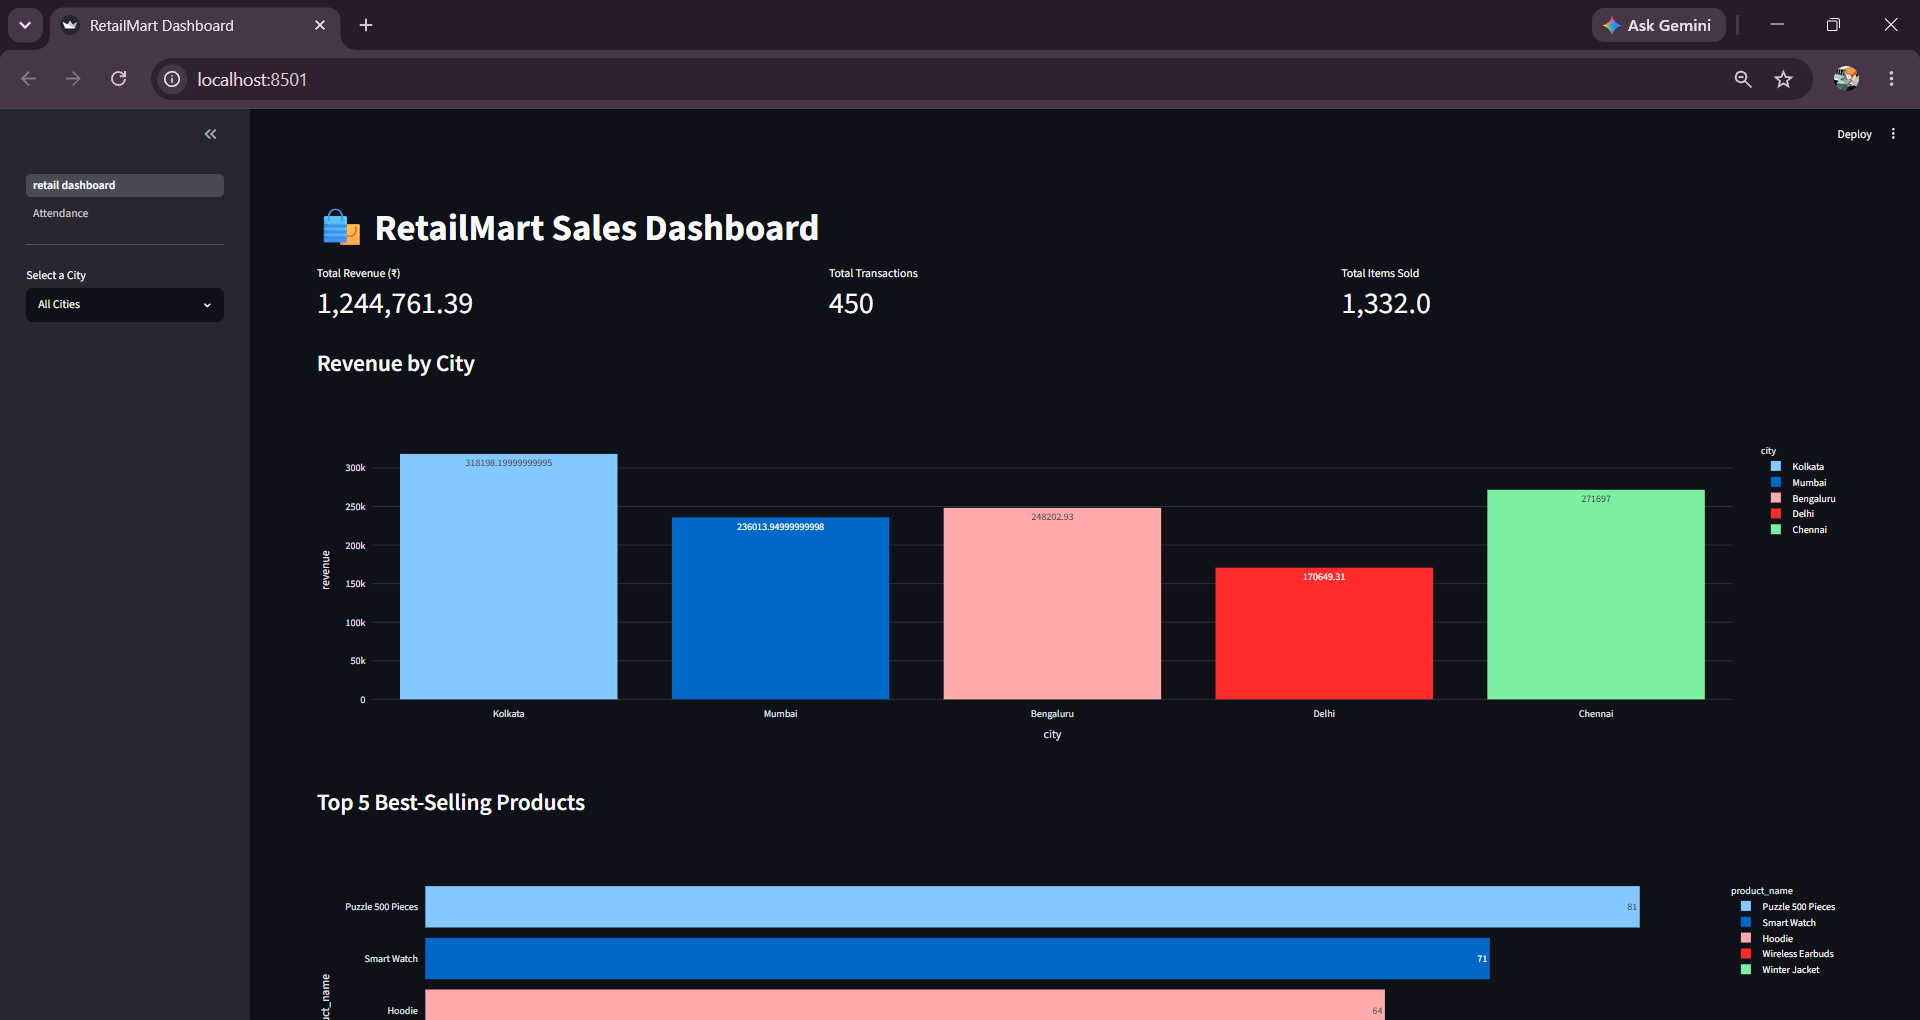 RetailMart Dashboard
Ask Gemini
localhost:8501
Deploy
retail dashboard
Attendance
Select a City
All Cities
RetailMart Sales Dashboard
Total Revenue (₹)
1,244,761.39
Total Transactions
450
Total Items Sold
1,332.0
Revenue by City
300k
250k
200k
150k
100k
50k
0
revenue
318198.19999999995
236013.94999999998
248202.93
170649.31
271697
Kolkata
Mumbai
Bengaluru
Delhi
Chennai
city
city
Kolkata
Mumbai
Bengaluru
Delhi
Chennai
Top 5 Best-Selling Products
Puzzle 500 Pieces
81
Smart Watch
71
Hoodie
64
uct_name
product_name
Puzzle 500 Pieces
Smart Watch
Hoodie
Wireless Earbuds
Winter Jacket